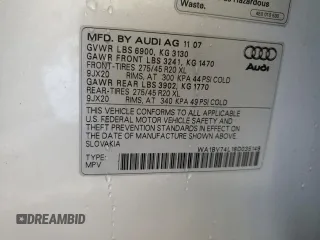 Waste.
MFD. BY AUDI AG 11 07
GVWR LBS 6900, KG 3130
GAWR FRONT LBS 3241, KG 1470
FRONT-TIRES 275/45 R20 XL
9JX20 RIMS, AT 300 KPA 44 PSI COLD
GAWR REAR LBS 3902, KG 1770
REAR-TIRES 275/45 R20 XL
9JX20 RIMS, AT 340 KPA 49 PSI COLD
Audi
THIS VEHICLE CONFORMS TO ALL APPLICABLE
U.S. FEDERAL MOTOR VEHICLE SAFETY AND
THEFT PREVENTION STANDARDS IN EFFECT ON
THE DATE OF MANUFACTURE SHOWN ABOVE.
SLOVAKIA
TYPE:
MPV
DREAMBID